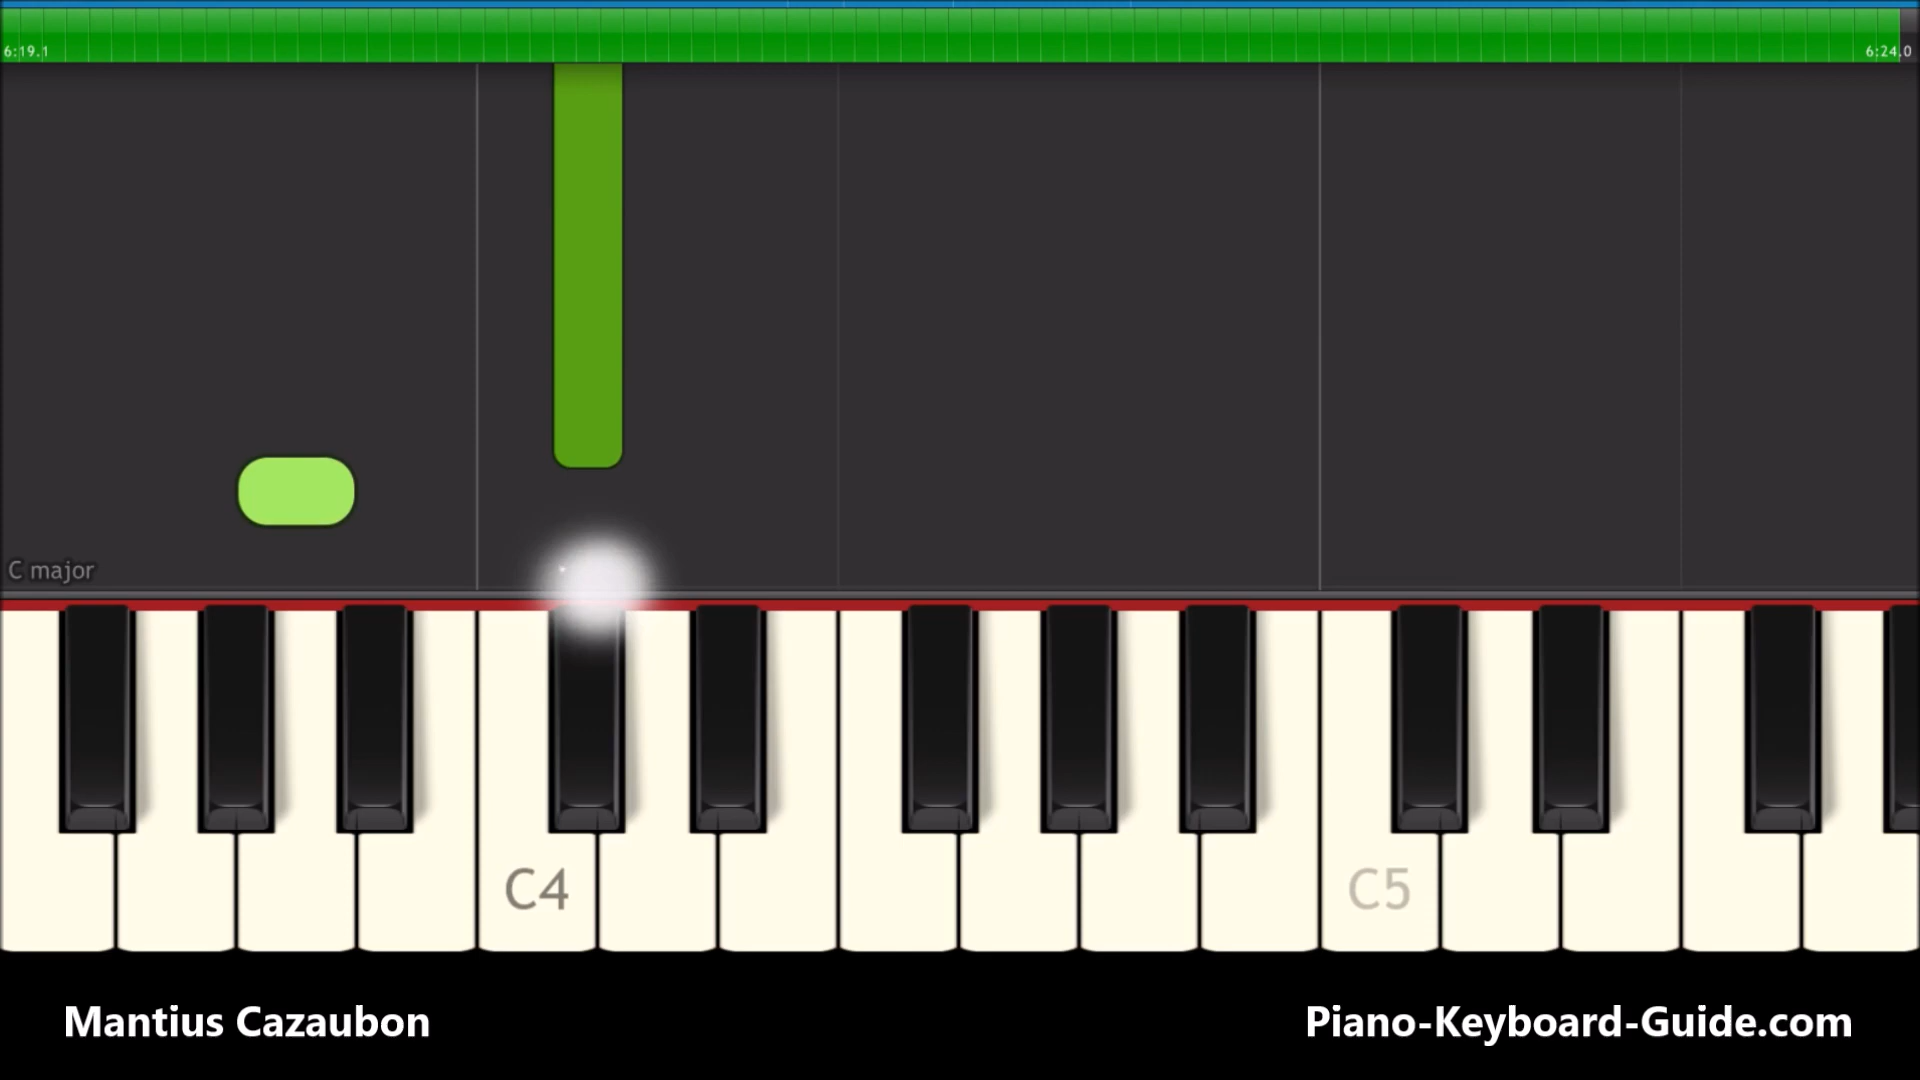 6:19.1
6:24.0
C major
C4
C5
Mantius Cazaubon
Piano-Keyboard-Guide.com